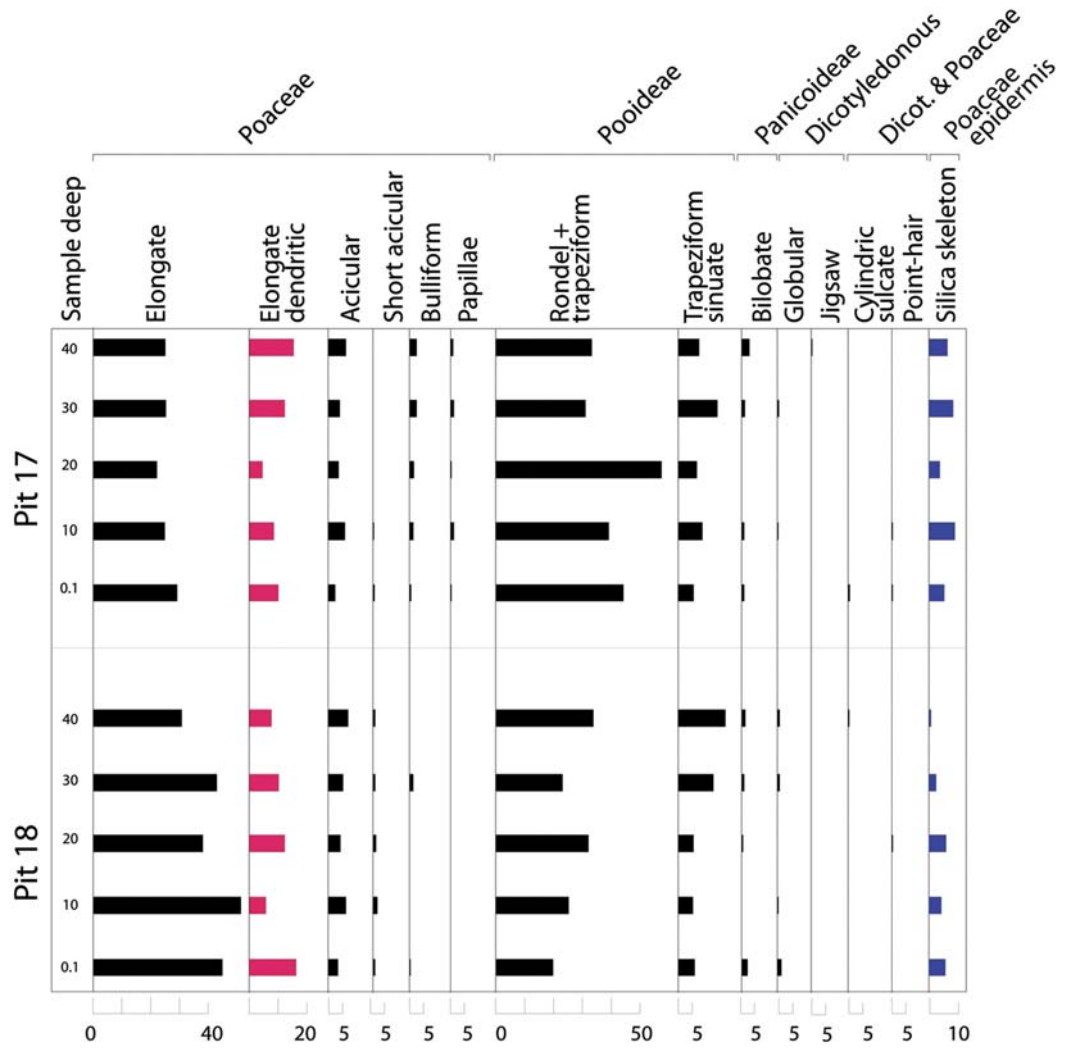 Poaceae
Pooideae
Panicoideae
Dicotyledonous
Dicot. & Poaceae
Poaceae
epidermis
Sample deep
Elongate
Elongate
dendritic
Acicular
Short acicular
Bulliform
Papillae
Rondel +
trapeziform
Trapeziform
sinuate
Bilobate
Globular
Jigsaw
Cylindric
sulcate
Point-hair
Silica skeleton
Pit 17
40
30
20
10
0.1
Pit 18
40
30
20
10
0.1
0 40 20 5 5 5 5 0 50 5 5 5 5 5 5 10